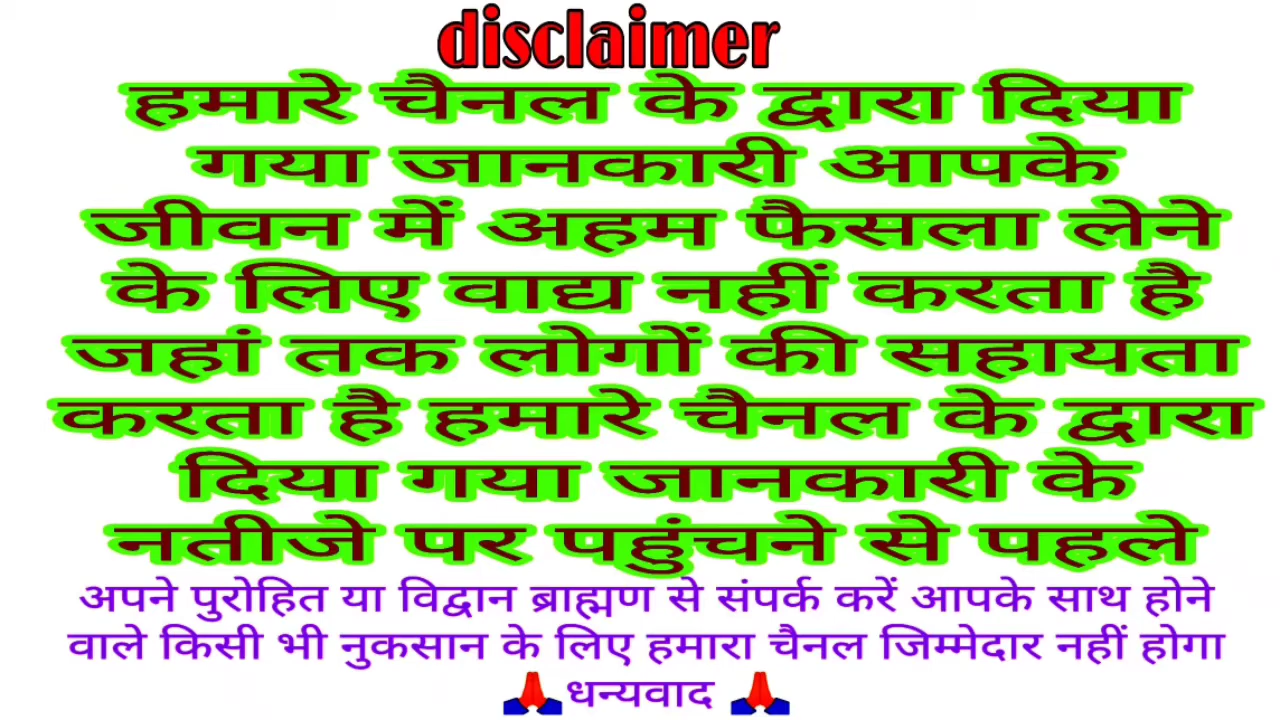 disclaimer
हमारे चैनल के द्वारा दिया
गया जानकारी आपके
जीवन में अहम फैसला लेने
के लिए वाद्य नहीं करता है
जहां तक लोगों की सहायता
करता है हमारे चैनल के द्वारा
दिया गया जानकारी के
नतीजे पर पहुंचने से पहले
अपने पुरोहित या विद्वान ब्राह्मण से संपर्क करें आपके साथ होने
वाले किसी भी नुकसान के लिए हमारा चैनल जिम्मेदार नहीं होगा
🙏धन्यवाद 🙏